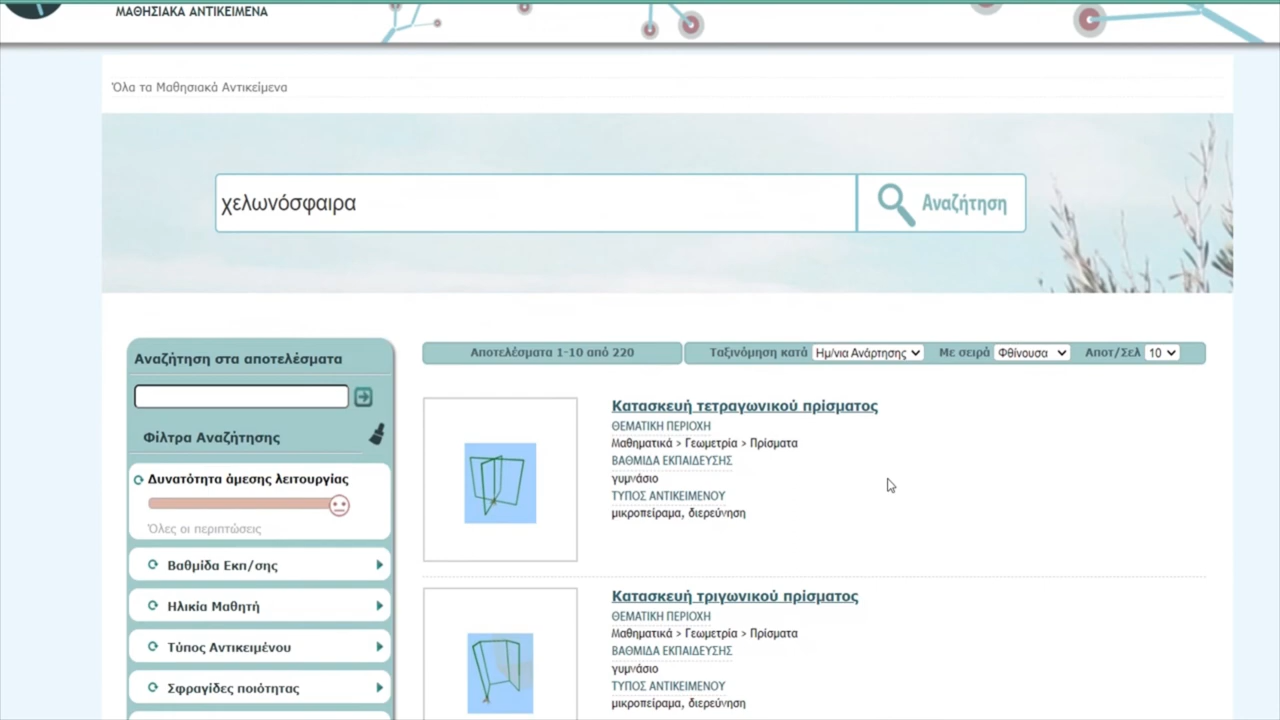 ΜΑΘΗΣΙΑΚΑ ΑΝΤΙΚΕΙΜΕΝΑ
Όλα τα Μαθησιακά Αντικείμενα
χελωνόσφαιρα
Αναζήτηση
Αναζήτηση στα αποτελέσματα
Φίλτρα Αναζήτησης
Δυνατότητα άμεσης λειτουργίας
Όλες οι περιπτώσεις
Βαθμίδα Εκπ/σης
Ηλικία Μαθητή
Τύπος Αντικειμένου
Σφραγίδες ποιότητας
Αποτελέσματα 1-10 από 220
Ταξινόμηση κατά Ημ/νια Ανάρτησης Με σειρά Φθίνουσα Αποτ/Σελ 10
Κατασκευή τετραγωνικού πρίσματος
ΘΕΜΑΤΙΚΗ ΠΕΡΙΟΧΗ
Μαθηματικά > Γεωμετρία > Πρίσματα
ΒΑΘΜΙΔΑ ΕΚΠΑΙΔΕΥΣΗΣ
γυμνάσιο
ΤΥΠΟΣ ΑΝΤΙΚΕΙΜΕΝΟΥ
μικροπείραμα, διερεύνηση
Κατασκευή τριγωνικού πρίσματος
ΘΕΜΑΤΙΚΗ ΠΕΡΙΟΧΗ
Μαθηματικά > Γεωμετρία > Πρίσματα
ΒΑΘΜΙΔΑ ΕΚΠΑΙΔΕΥΣΗΣ
γυμνάσιο
ΤΥΠΟΣ ΑΝΤΙΚΕΙΜΕΝΟΥ
μικροπείραμα, διερεύνηση